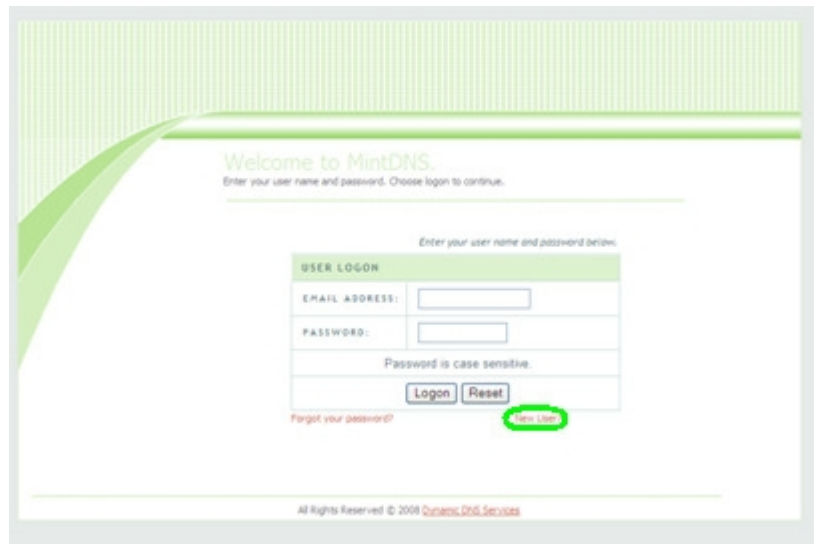 Welcome to MintDNS.
Enter your user name and password. Choose logon to continue.
Enter your user name and password below.
USER LOGON
EMAIL ADDRESS:
PASSWORD:
Password is case sensitive.
Logon Reset
Forgot your password? New User
All Rights Reserved © 2008 Dynamic DNS Services